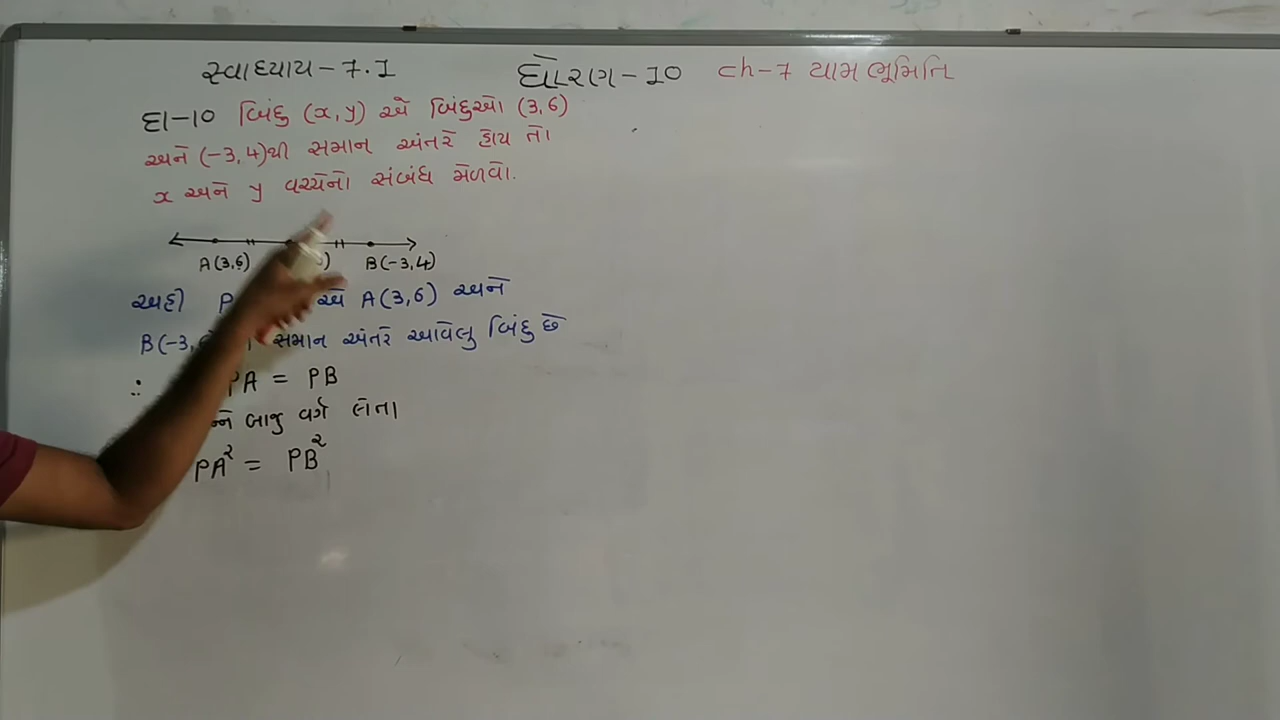 સ્વાધ્યાય - 7.1 ધોરણ - 10 ch-7 યામ ભૂમિતિ
દા-10 બિંદુ (x, y) એ બિંદુઓ (3,6)
અને (-3,4)થી સમાન અંતરે હોય તો
x અને y વચ્ચેનો સંબંધ મેળવો.
A(3,6) B(-3,4)
અહી P એ A(3,6) અને
B(-3, સમાન અંતરે આવેલુ બિંદુ છે
∴ PA = PB
બાજુ વર્ગ લેતા
PA² = PB²